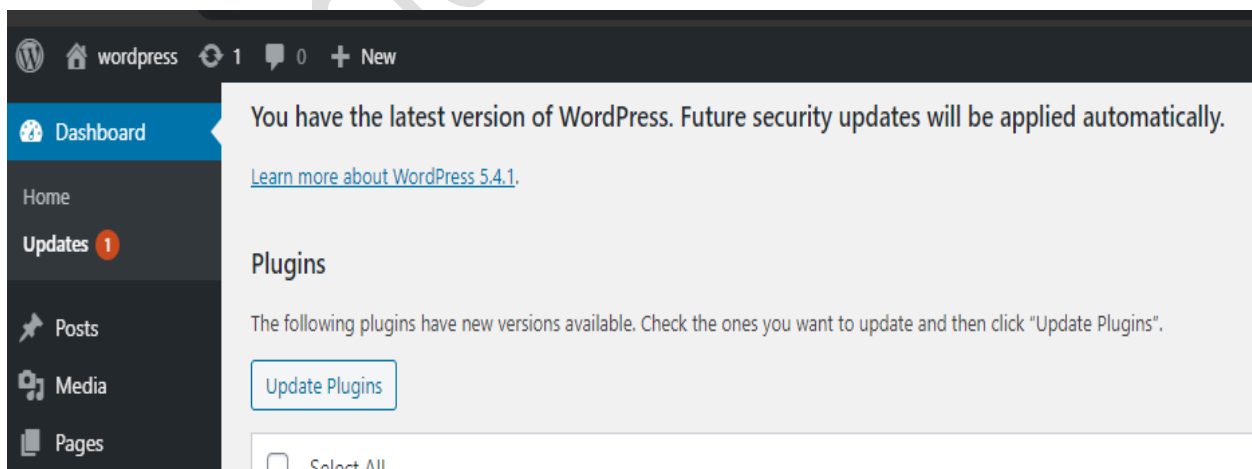 wordpress 1 0 + New
Dashboard
Home
Updates 1
Posts
Media
Pages
You have the latest version of WordPress. Future security updates will be applied automatically.
Learn more about WordPress 5.4.1.
Plugins
The following plugins have new versions available. Check the ones you want to update and then click “Update Plugins”.
Update Plugins
Select All